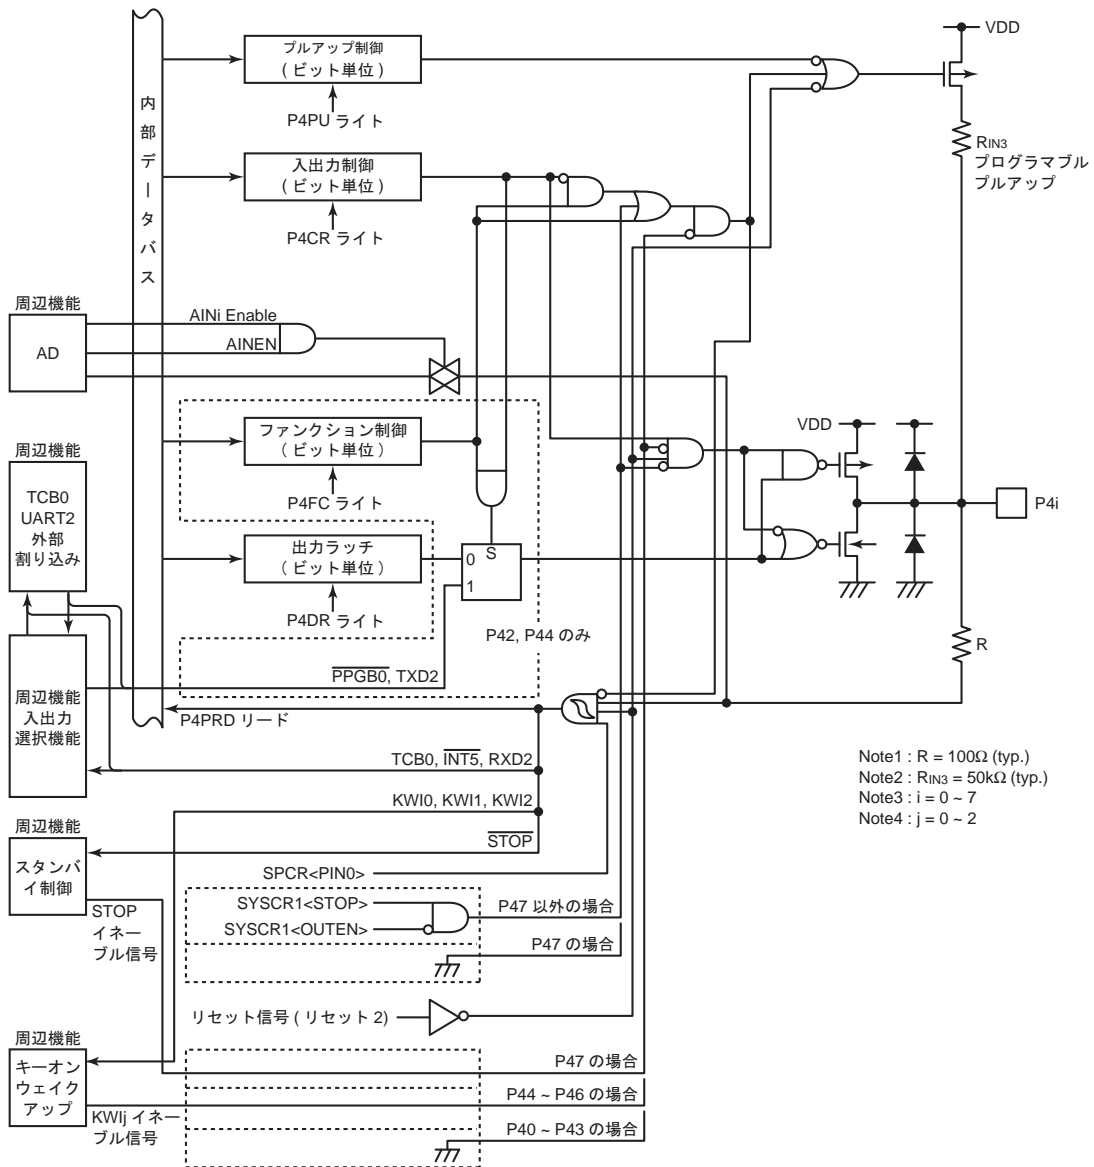 VDD
プルアップ制御
( ビット単位 )
P4PU ライト
内部データバス
RIN3
プログラマブル
プルアップ
入出力制御
( ビット単位 )
P4CR ライト
周辺機能
AD
AINi Enable
AINEN
周辺機能
TCB0
UART2
外部
割り込み
ファンクション制御
( ビット単位 )
P4FC ライト
VDD
P4i
出力ラッチ
( ビット単位 )
P4DR ライト
0
S
1
P42, P44 のみ
R
周辺機能
入出力
選択機能
PPGB0, TXD2
P4PRD リード
TCB0, INT5, RXD2
KWI0, KWI1, KWI2
STOP
Note1 : R = 100Ω (typ.)
Note2 : RIN3 = 50kΩ (typ.)
Note3 : i = 0 ~ 7
Note4 : j = 0 ~ 2
周辺機能
スタンバ
イ制御
STOP
イネー
ブル信号
SPCR<PIN0>
SYSCR1<STOP>
SYSCR1<OUTEN>
P47 以外の場合
P47 の場合
リセット信号 ( リセット 2)
周辺機能
キーオン
ウェイク
アップ
KWIj イネー
ブル信号
P47 の場合
P44 ~ P46 の場合
P40 ~ P43 の場合